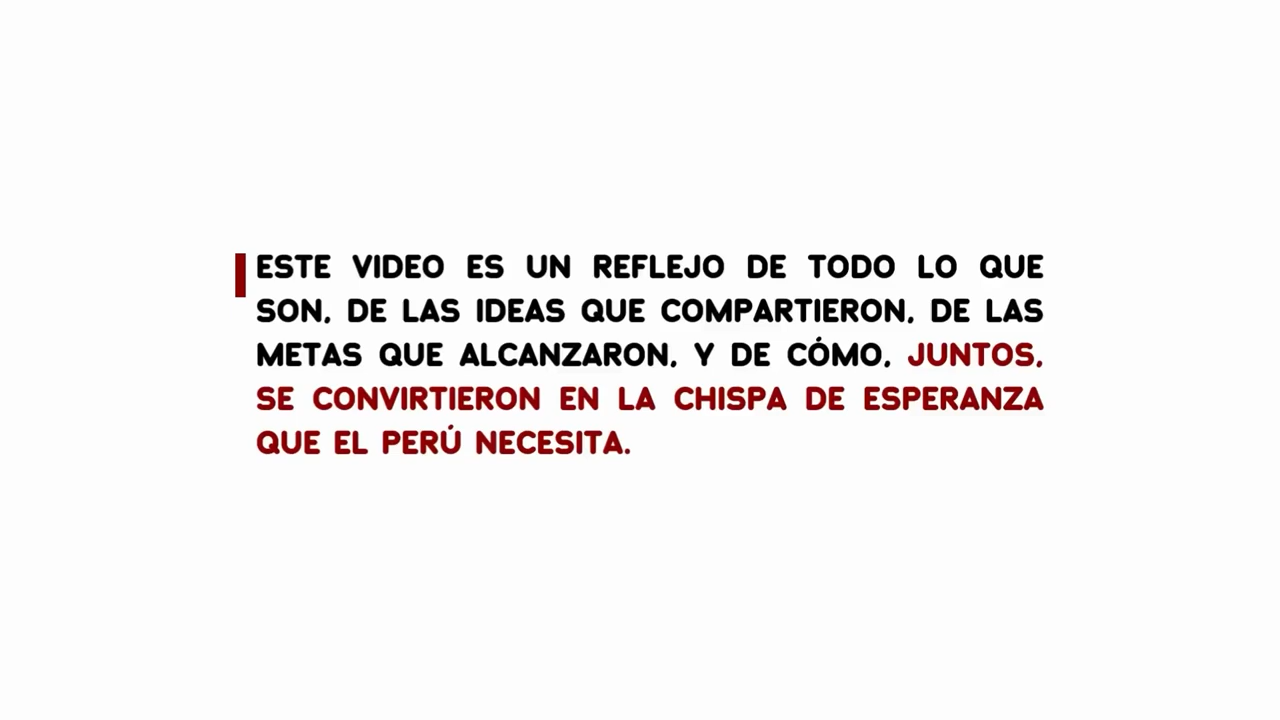 ESTE VIDEO ES UN REFLEJO DE TODO LO QUE
SON, DE LAS IDEAS QUE COMPARTIERON, DE LAS
METAS QUE ALCANZARON, Y DE CÓMO, JUNTOS,
SE CONVIRTIERON EN LA CHISPA DE ESPERANZA
QUE EL PERÚ NECESITA.